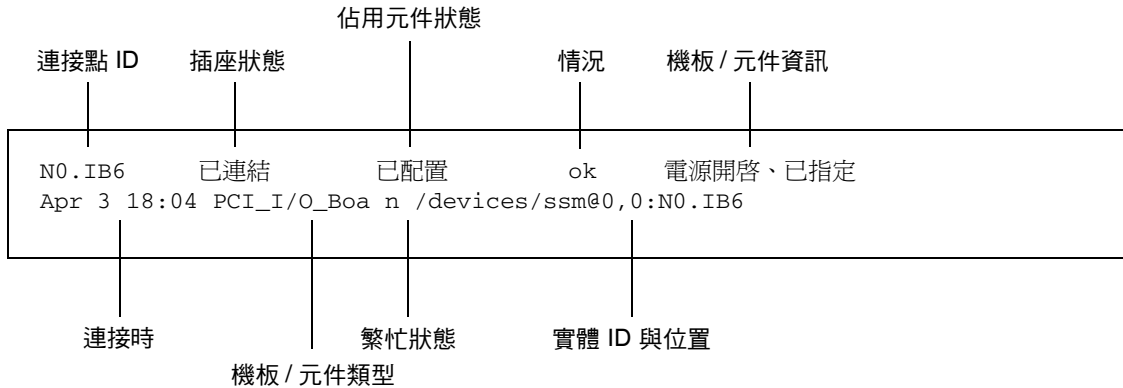 佔用元件狀態
連接點 ID 插座狀態 情況 機板 / 元件資訊
N0.IB6 已連結 已配置 ok 電源開啓、已指定
Apr 3 18:04 PCI_I/O_Boa n /devices/ssm@0,0:N0.IB6
連接時 繁忙狀態 實體 ID 與位置
機板 / 元件類型